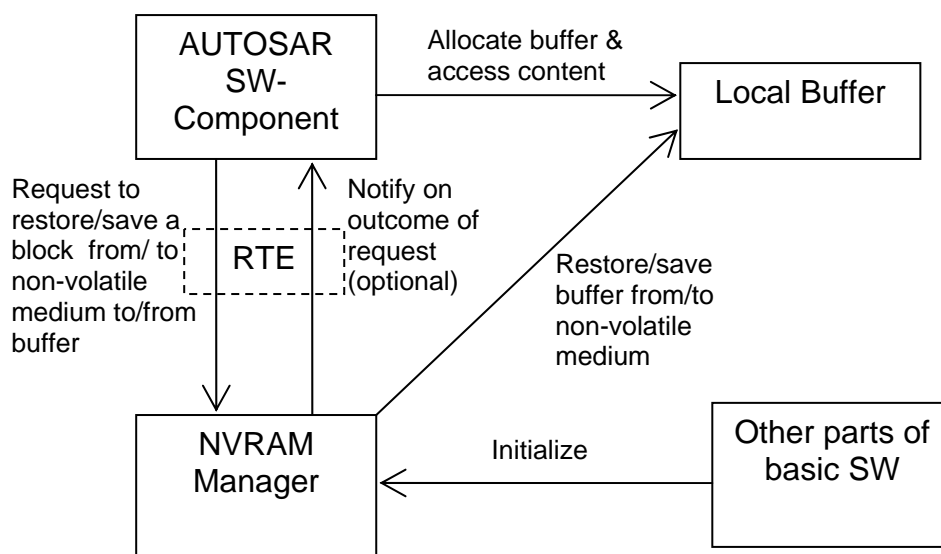 AUTOSAR
SW-
Component
Allocate buffer &
access content
Local Buffer
Request to
restore/save a
block from/ to
non-volatile
medium to/from
buffer
RTE
Notify on
outcome of
request
(optional)
Restore/save
buffer from/to
non-volatile
medium
NVRAM
Manager
Initialize
Other parts of
basic SW